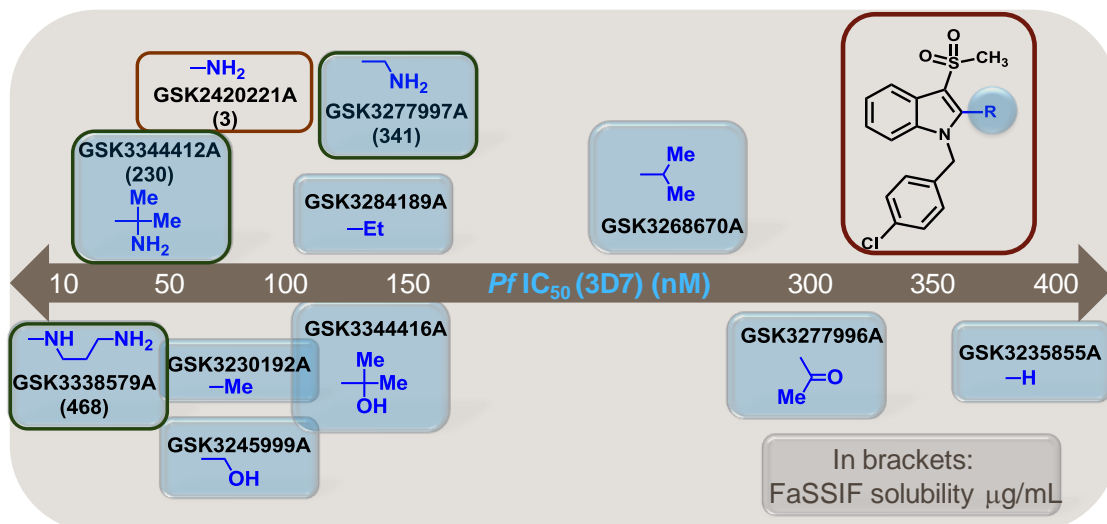 –NH2
GSK2420221A
(3)
NH2
GSK3277997A
(341)
GSK3344412A
(230)
Me
Me
NH2
GSK3284189A
–Et
Me
Me
GSK3268670A
O
O
S
CH3
R
N
Cl
10 50 100 150 Pf IC50 (3D7) (nM) 300 350 400
NH NH2
GSK3338579A
(468)
GSK3230192A
–Me
GSK3245999A
OH
GSK3344416A
Me
Me
OH
GSK3277996A
O
Me
GSK3235855A
–H
In brackets:
FaSSIF solubility μg/mL